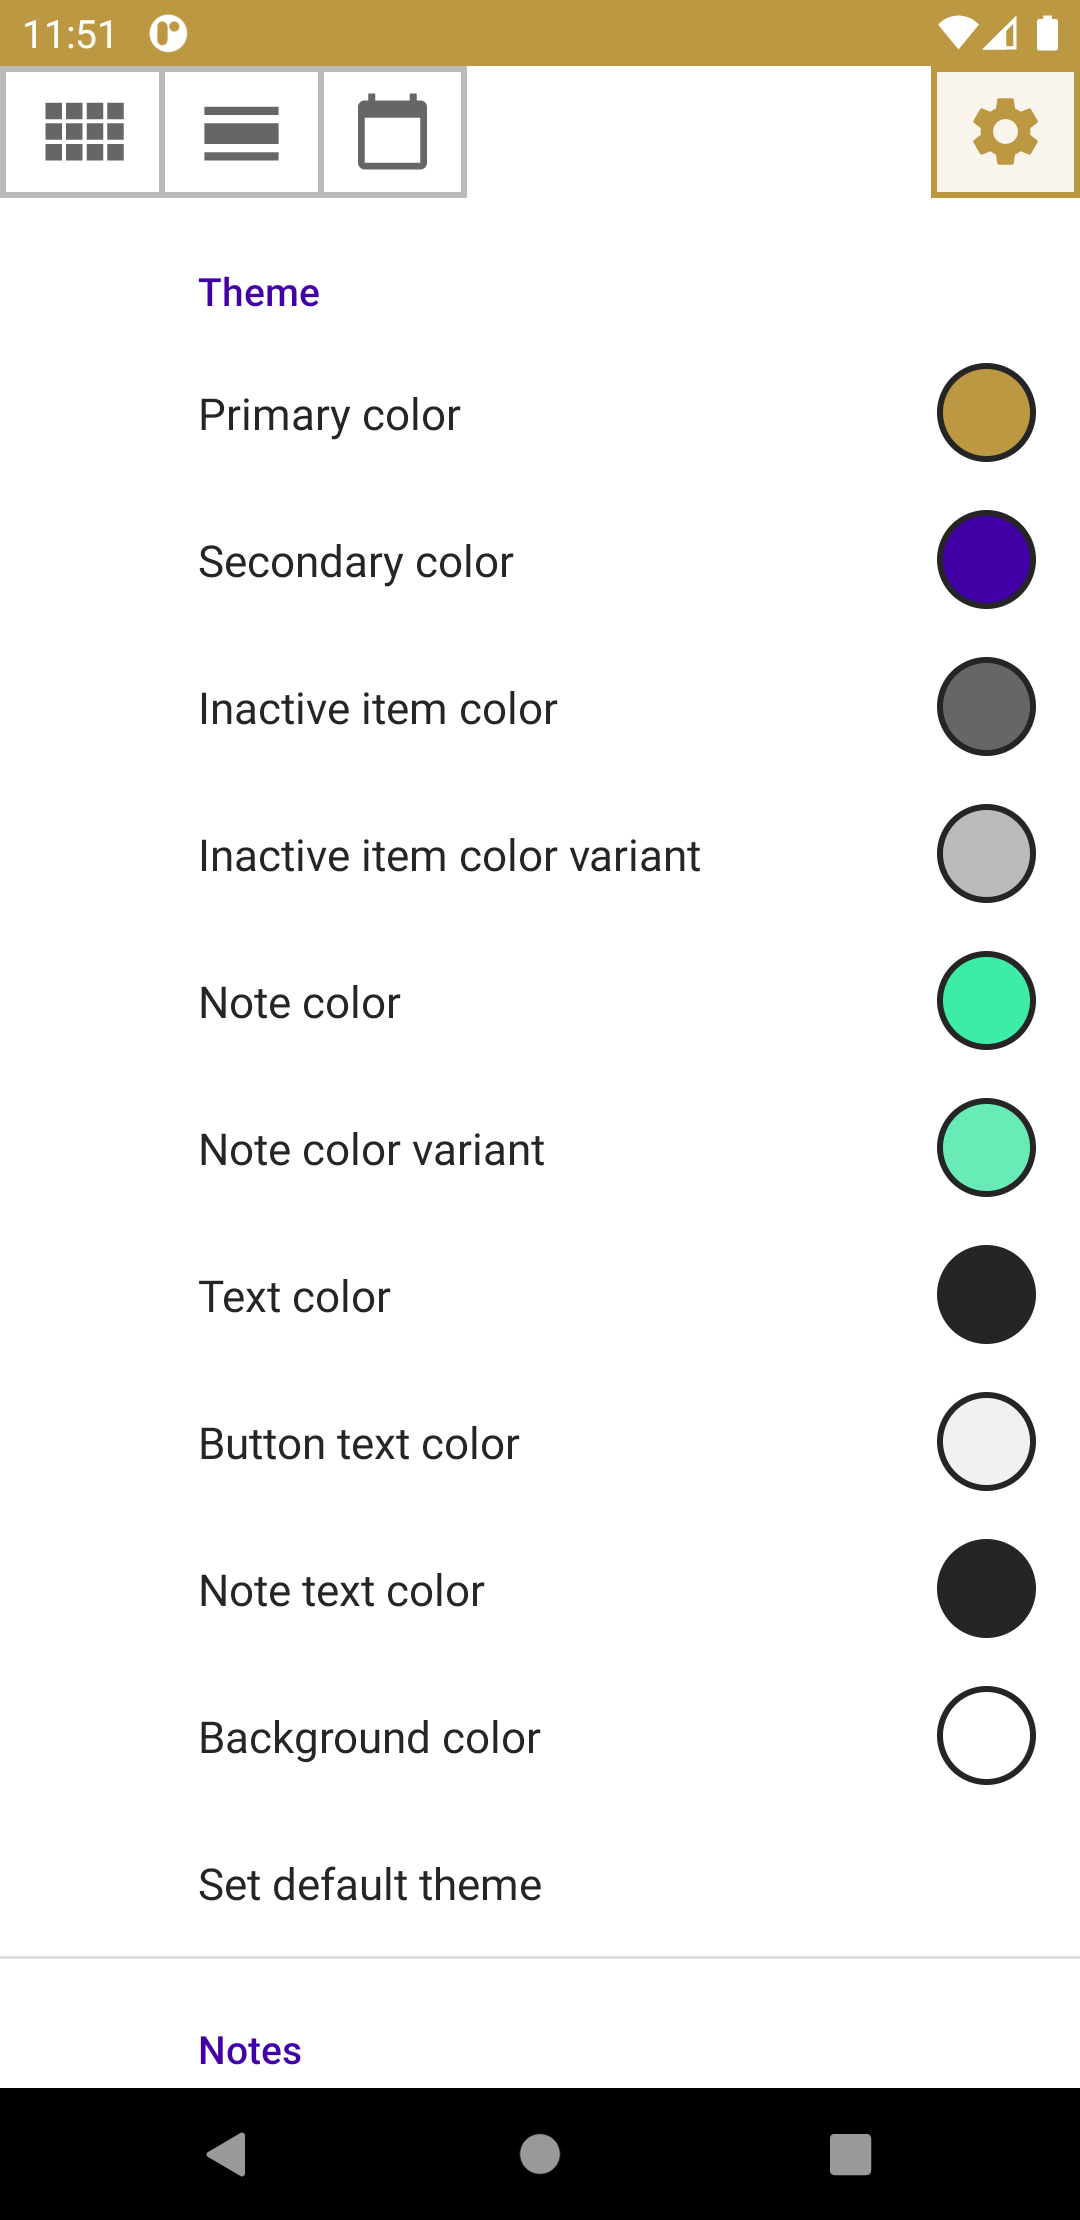 11:51
Theme
Primary color
Secondary color
Inactive item color
Inactive item color variant
Note color
Note color variant
Text color
Button text color
Note text color
Background color
Set default theme
Notes